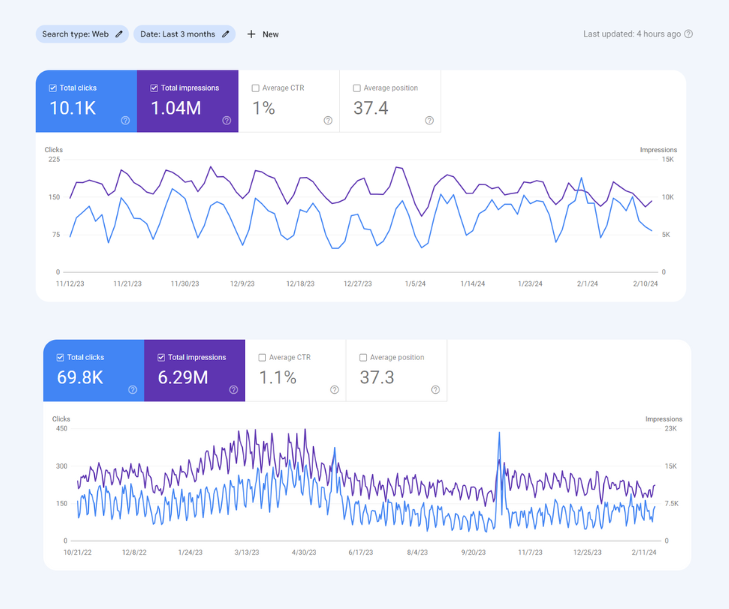 Search type: Web Date: Last 3 months + New Last updated: 4 hours ago
Total clicks Total impressions Average CTR Average position
10.1K 1.04M 1% 37.4
Clicks Impressions
225 15K
150 10K
75 5K
0 0
11/12/23 11/21/23 11/30/23 12/9/23 12/18/23 12/27/23 1/5/24 1/14/24 1/23/24 2/1/24 2/10/24
Total clicks Total impressions Average CTR Average position
69.8K 6.29M 1.1% 37.3
Clicks Impressions
450 23K
300 15K
150 7.5K
0 0
10/21/22 12/8/22 1/24/23 3/13/23 4/30/23 6/17/23 8/4/23 9/20/23 11/7/23 12/25/23 2/11/24